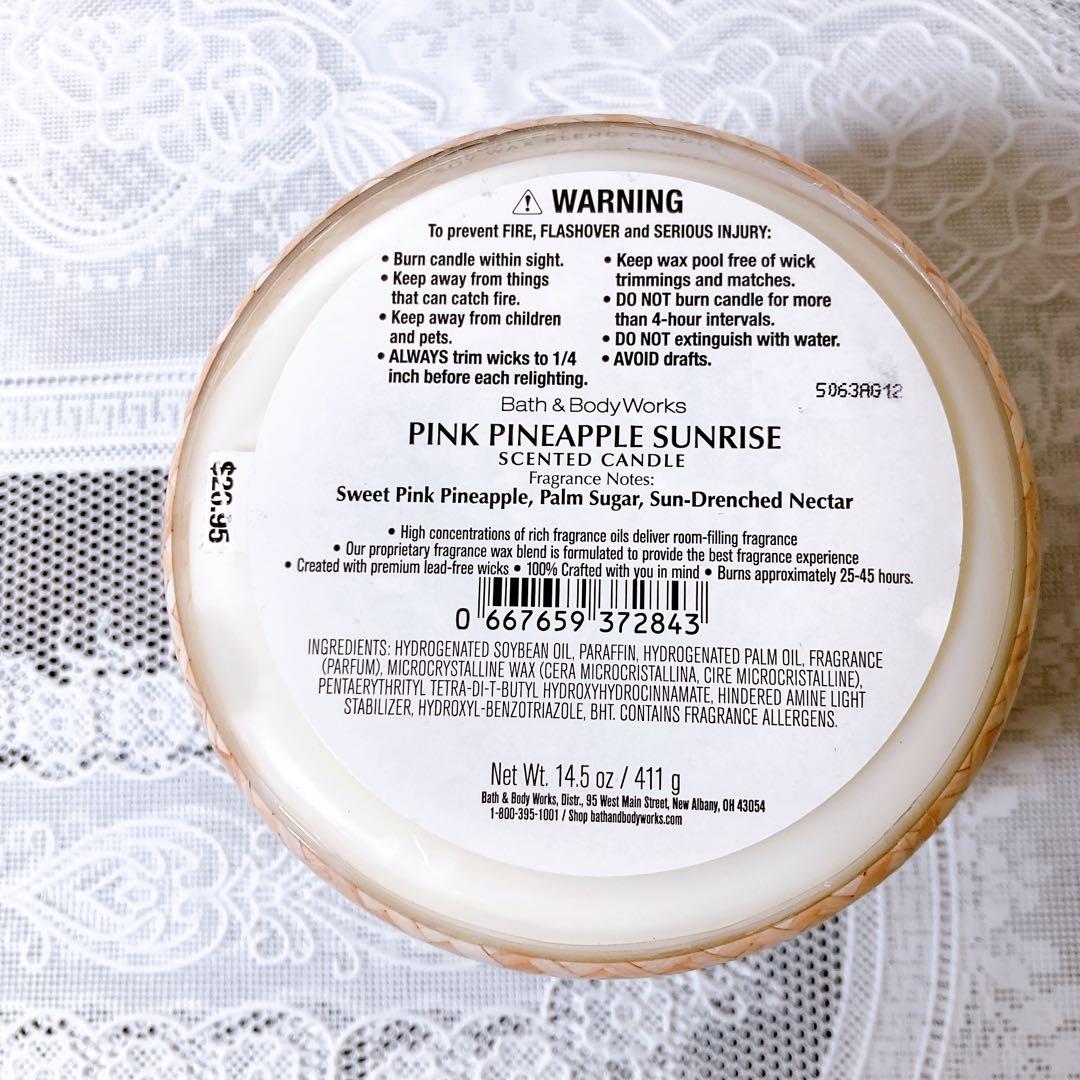 WARNING
To prevent FIRE, FLASHOVER and SERIOUS INJURY:
• Burn candle within sight.
• Keep away from things
that can catch fire.
• Keep away from children
and pets.
• ALWAYS trim wicks to 1/4
inch before each relighting.
• Keep wax pool free of wick
trimmings and matches.
• DO NOT burn candle for more
than 4-hour intervals.
• DO NOT extinguish with water.
• AVOID drafts.
5063AG12
Bath & Body Works
PINK PINEAPPLE SUNRISE
SCENTED CANDLE
Fragrance Notes:
Sweet Pink Pineapple, Palm Sugar, Sun-Drenched Nectar
• High concentrations of rich fragrance oils deliver room-filling fragrance
• Our proprietary fragrance wax blend is formulated to provide the best fragrance experience
• Created with premium lead-free wicks • 100% Crafted with you in mind • Burns approximately 25-45 hours.
0 667659 372843
INGREDIENTS: HYDROGENATED SOYBEAN OIL, PARAFFIN, HYDROGENATED PALM OIL, FRAGRANCE
(PARFUM), MICROCRYSTALLINE WAX (CERA MICROCRISTALLINA, CIRE MICROCRISTALLINE),
PENTAERYTHRITYL TETRA-DI-T-BUTYL HYDROXYHYDROCINNAMATE, HINDERED AMINE LIGHT
STABILIZER, HYDROXYL-BENZOTRIAZOLE, BHT. CONTAINS FRAGRANCE ALLERGENS.
Net Wt. 14.5 oz / 411 g
Bath & Body Works, Distr., 95 West Main Street, New Albany, OH 43054
1-800-395-1001 / Shop bathandbodyworks.com